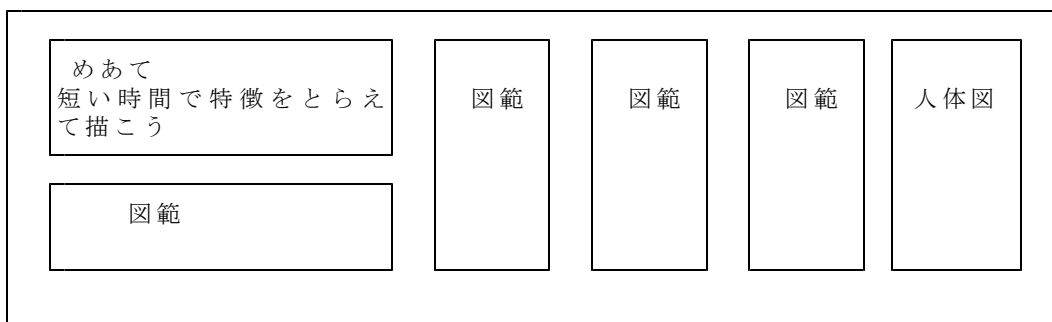 めあて
短い時間で特徴をとらえ
て描こう
図範
図範
図範
図範
人体図